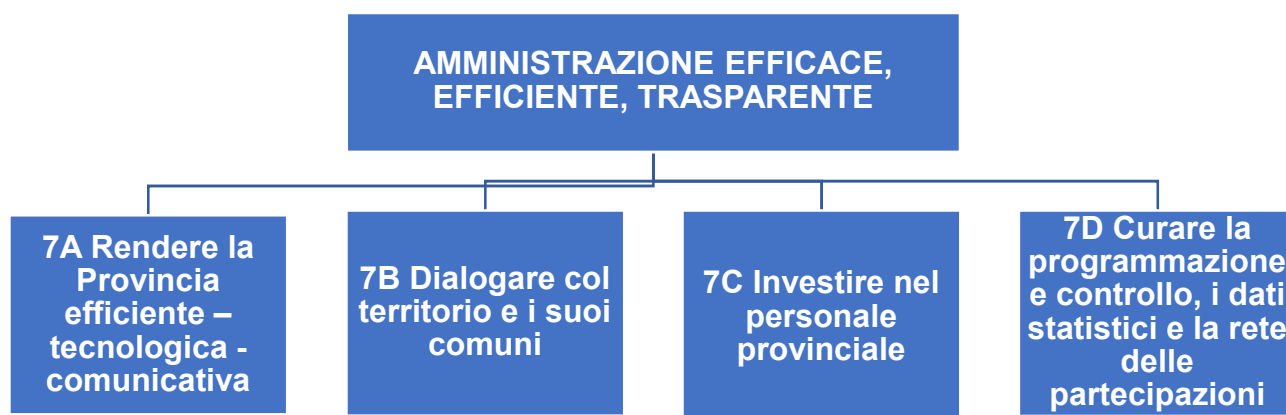 AMMINISTRAZIONE EFFICACE,
EFFICIENTE, TRASPARENTE
7A Rendere la
Provincia
efficiente –
tecnologica -
comunicativa
7B Dialogare col
territorio e i suoi
comuni
7C Investire nel
personale
provinciale
7D Curare la
programmazione
e controllo, i dati
statistici e la rete
delle
partecipazioni